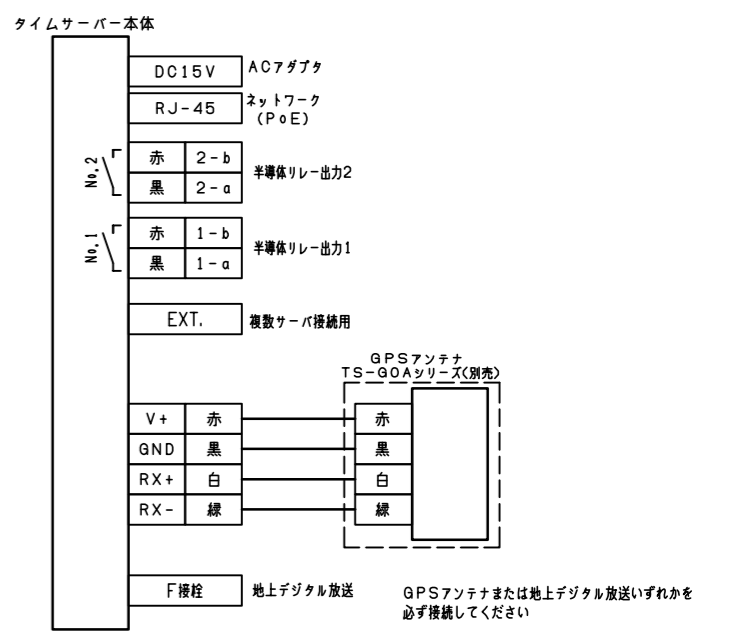 タイムサーバー本体
DC15V ACアダプタ
RJ-45 ネットワーク
(PoE)
No.2
赤 2-b
黒 2-a
半導体リレー出力2
No.1
赤 1-b
黒 1-a
半導体リレー出力1
EXT. 複数サーバ接続用
GPSアンテナ
TS-GOAシリーズ(別売)
V+ 赤 赤
GND 黒 黒
RX+ 白 白
RX- 緑 緑
F接栓 地上デジタル放送
GPSアンテナまたは地上デジタル放送いずれかを
必ず接続してください